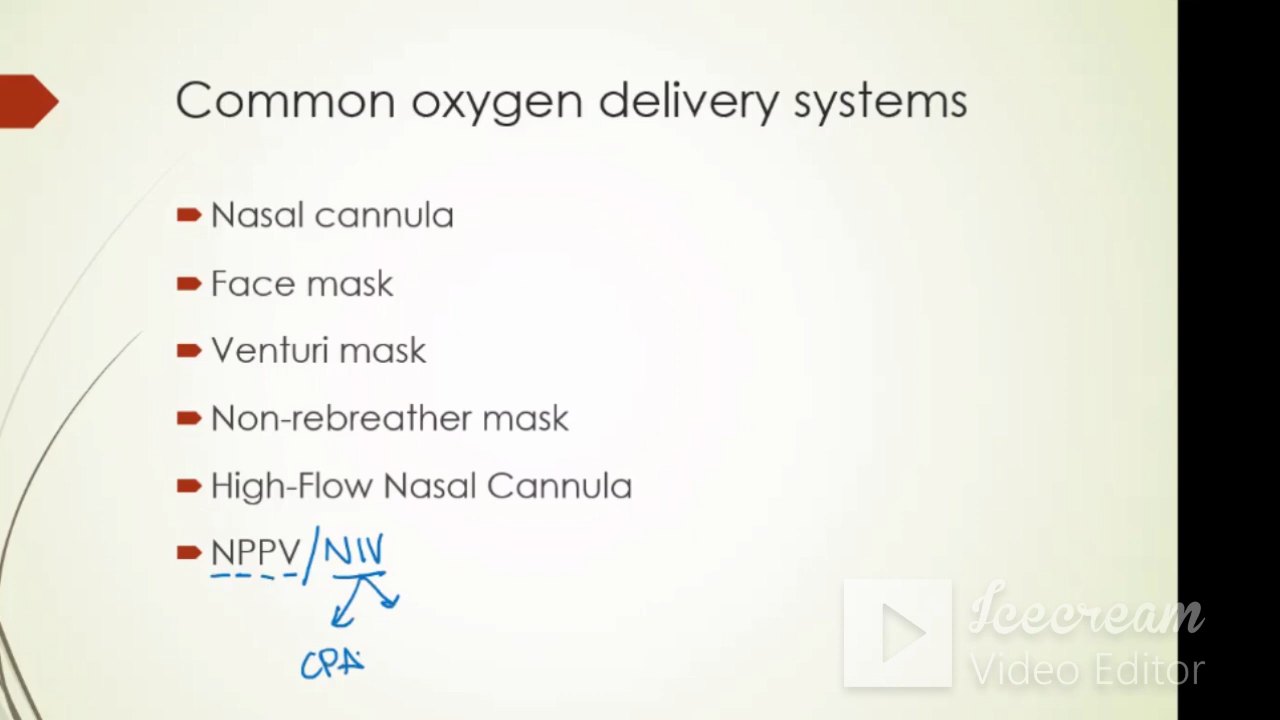 Common oxygen delivery systems
Nasal cannula
Face mask
Venturi mask
Non-rebreather mask
High-Flow Nasal Cannula
NPPV/NIV
CPA
Icecream
Video Editor